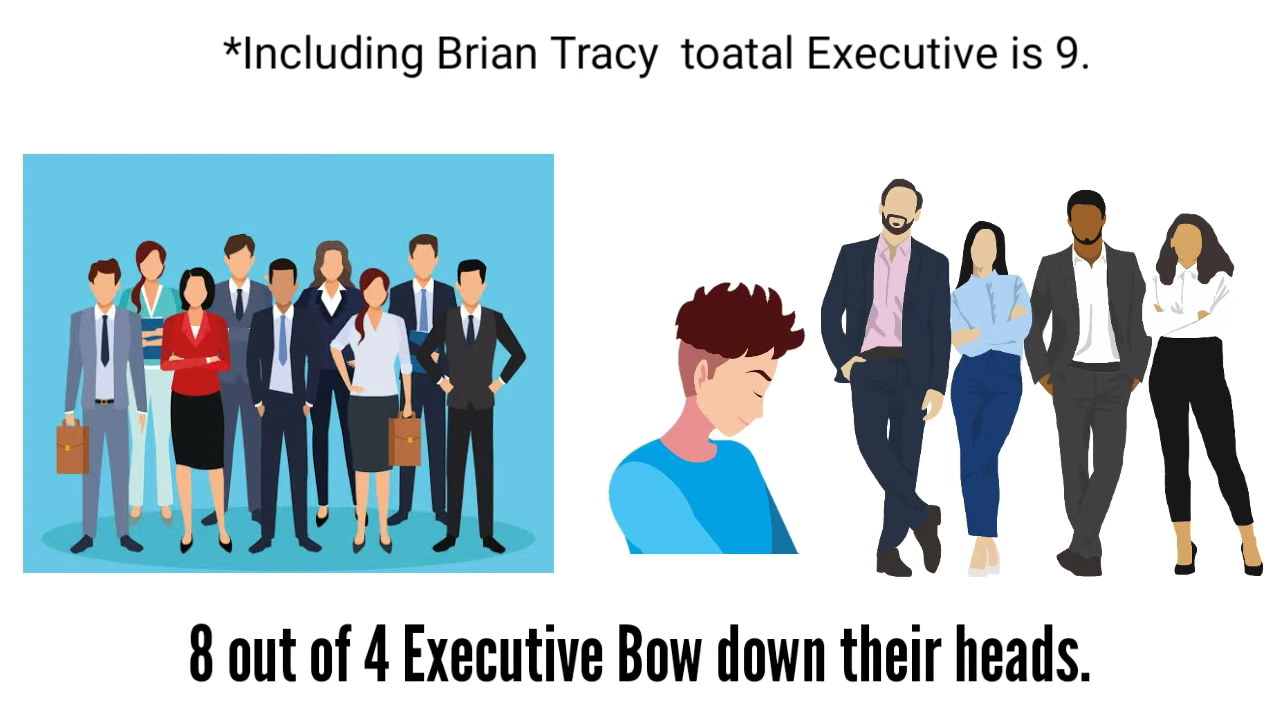 *Including Brian Tracy  toatal Executive is 9.
8 out of 4 Executive Bow down their heads.